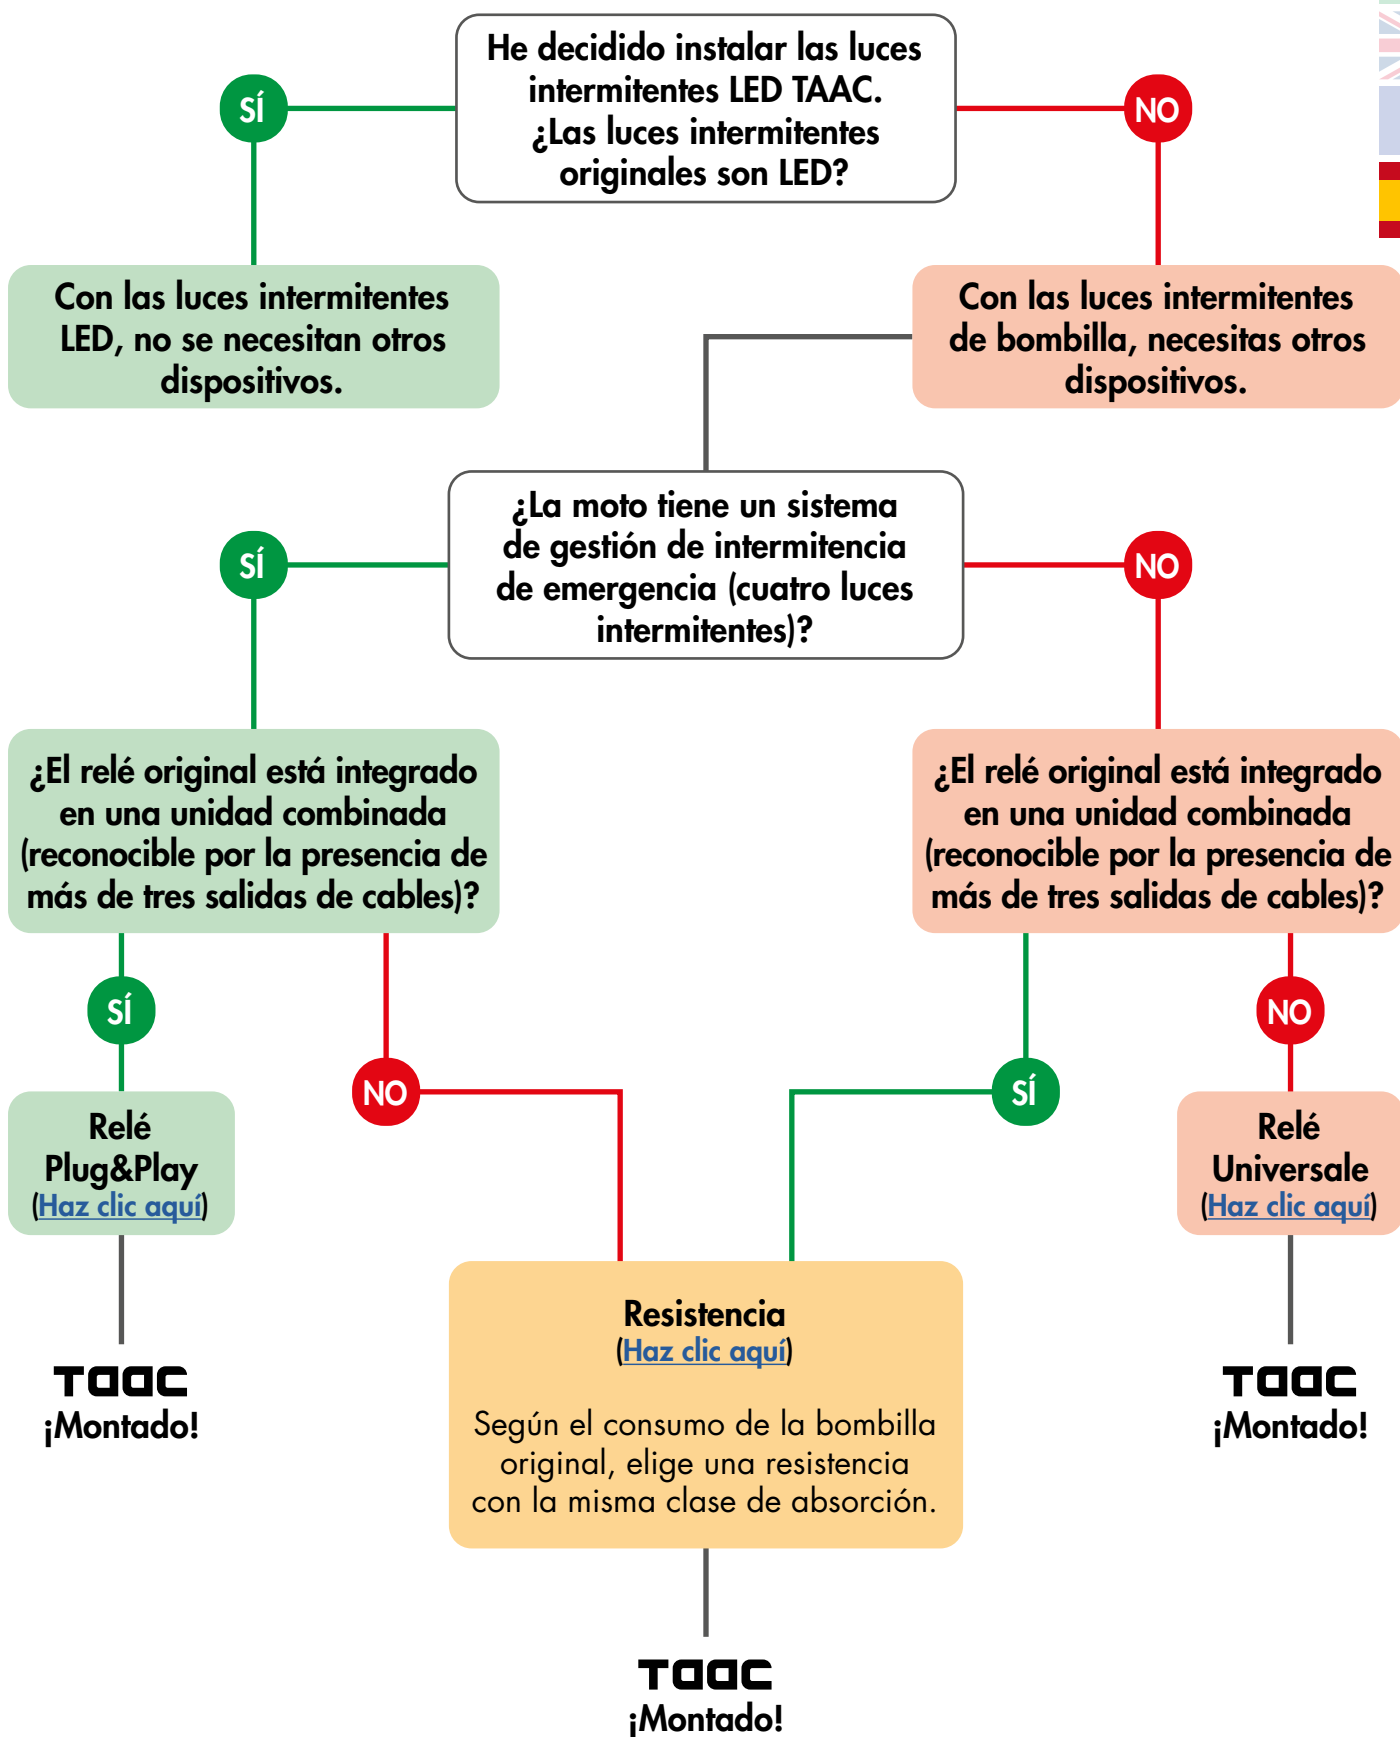 He decidido instalar las luces
intermitentes LED TAAC.
¿Las luces intermitentes
originales son LED?
SÍ
NO
Con las luces intermitentes
LED, no se necesitan otros
dispositivos.
Con las luces intermitentes
de bombilla, necesitas otros
dispositivos.
¿La moto tiene un sistema
de gestión de intermitencia
de emergencia (cuatro luces
intermitentes)?
SÍ
NO
¿El relé original está integrado
en una unidad combinada
(reconocible por la presencia de
más de tres salidas de cables)?
¿El relé original está integrado
en una unidad combinada
(reconocible por la presencia de
más de tres salidas de cables)?
SÍ
NO
SÍ
NO
Relé
Plug&Play
(Haz clic aquí)
Relé
Universale
(Haz clic aquí)
Resistencia
(Haz clic aquí)
Según el consumo de la bombilla
original, elige una resistencia
con la misma clase de absorción.
TAAC
¡Montado!
TAAC
¡Montado!
TAAC
¡Montado!